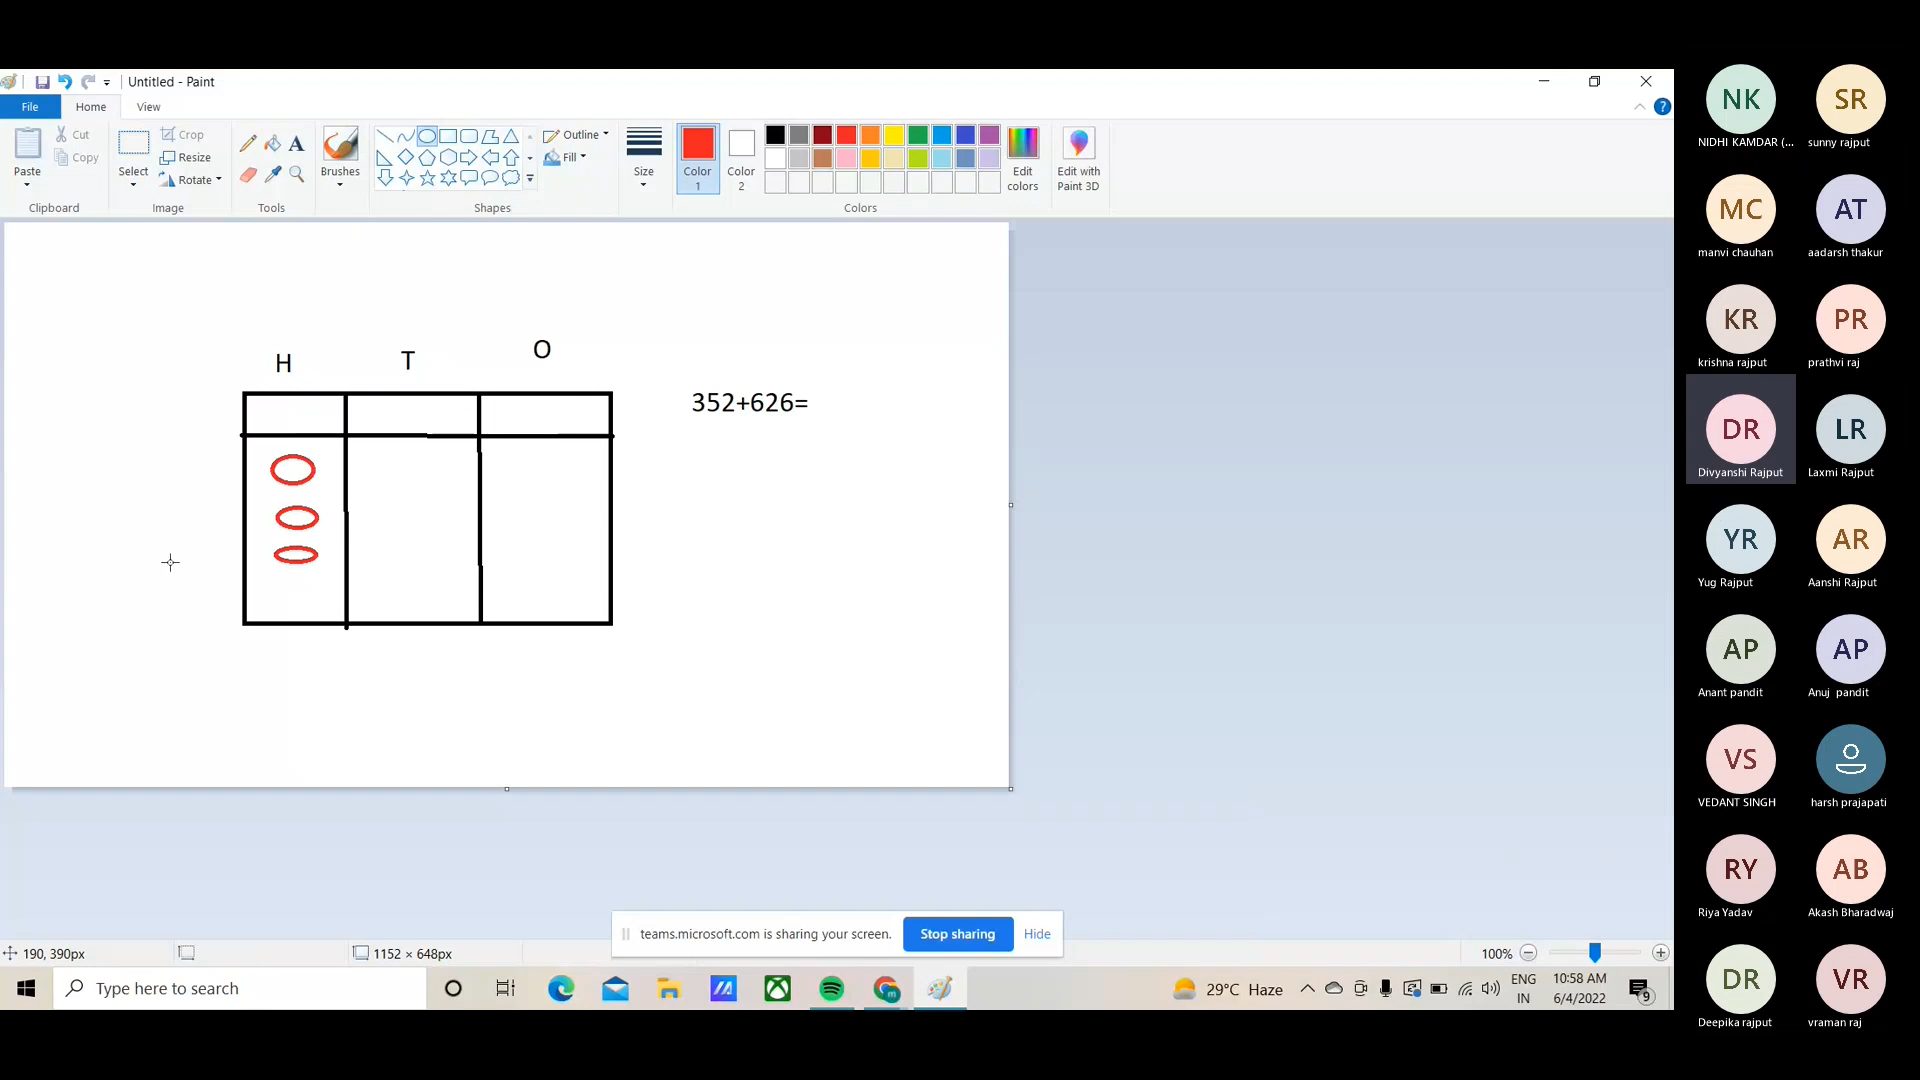 Untitled - Paint
File Home View
Paste
Cut
Copy
Clipboard
Select
Crop
Resize
Rotate
Image
A
Tools
Brushes
Shapes
Outline
Fill
Size
Color 1
Color 2
Edit colors
Edit with Paint 3D
Colors
H T O
352+626=
teams.microsoft.com is sharing your screen. Stop sharing Hide
190, 390px
1152 × 648px
100%
Type here to search
29°C Haze
ENG
IN
10:58 AM
6/4/2022
9
NK SR
NIDHI KAMDAR (... sunny rajput
MC AT
manvi chauhan aadarsh thakur
KR PR
krishna rajput prathvi raj
DR LR
Divyanshi Rajput Laxmi Rajput
YR AR
Yug Rajput Aanshi Rajput
AP AP
Anant pandit Anuj pandit
VS
VEDANT SINGH harsh prajapati
RY AB
Riya Yadav Akash Bharadwaj
DR VR
Deepika rajput vraman raj